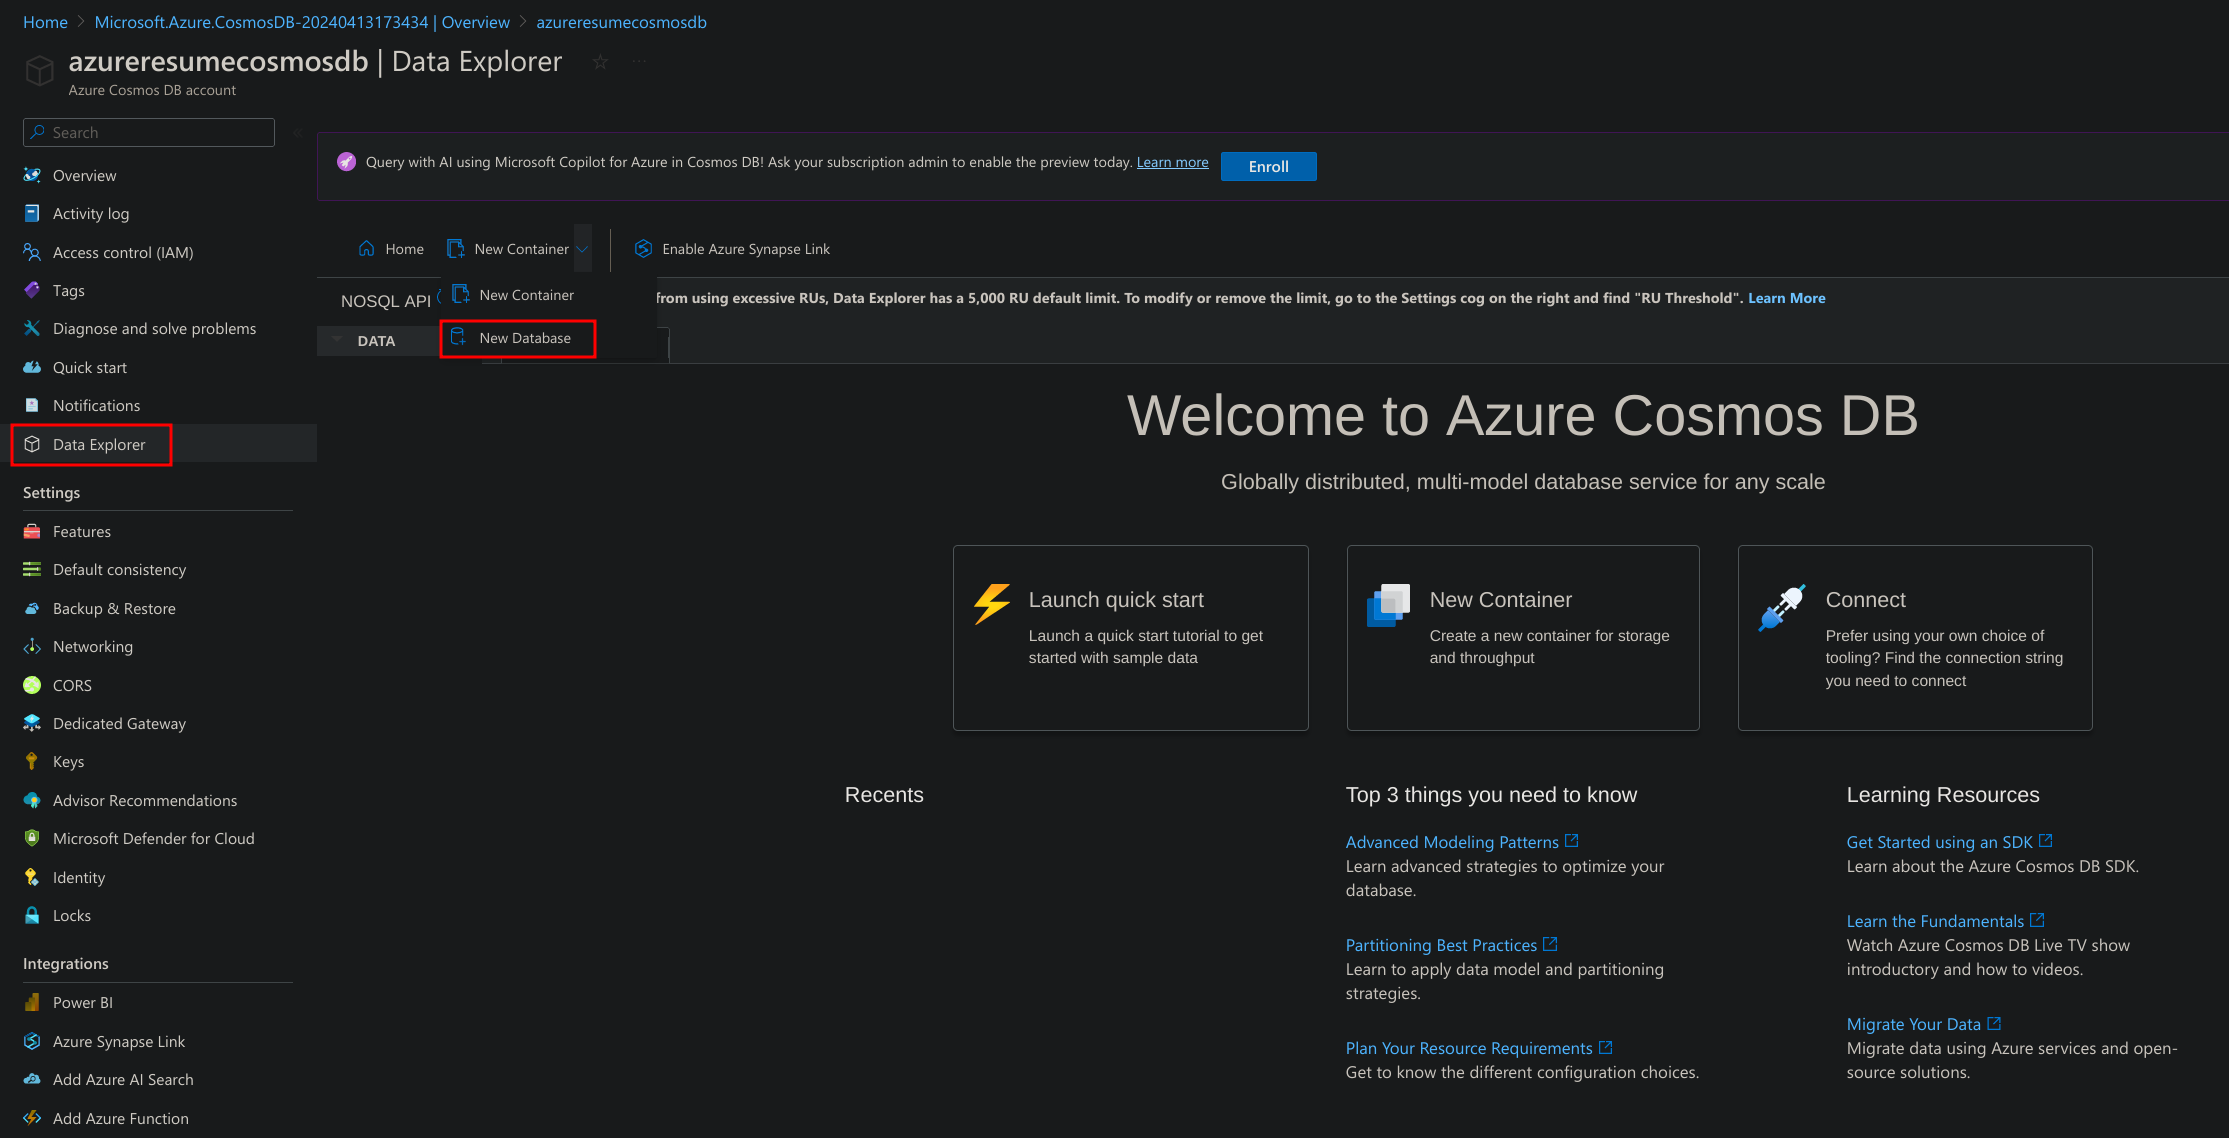 Home > Microsoft.Azure.CosmosDB-20240413173434 | Overview > azureresumecosmosdb
azureresumecosmosdb | Data Explorer
Azure Cosmos DB account
Search
Overview
Activity log
Access control (IAM)
Tags
Diagnose and solve problems
Quick start
Notifications
Data Explorer
Settings
Features
Default consistency
Backup & Restore
Networking
CORS
Dedicated Gateway
Keys
Advisor Recommendations
Microsoft Defender for Cloud
Identity
Locks
Integrations
Power BI
Azure Synapse Link
Add Azure AI Search
Add Azure Function
Query with AI using Microsoft Copilot for Azure in Cosmos DB! Ask your subscription admin to enable the preview today. Learn more Enroll
Home New Container Enable Azure Synapse Link
NOSQL API
New Container
from using excessive RUs, Data Explorer has a 5,000 RU default limit. To modify or remove the limit, go to the Settings cog on the right and find "RU Threshold". Learn More
DATA
New Database
Welcome to Azure Cosmos DB
Globally distributed, multi-model database service for any scale
Launch quick start
Launch a quick start tutorial to get
started with sample data
New Container
Create a new container for storage
and throughput
Connect
Prefer using your own choice of
tooling? Find the connection string
you need to connect
Recents
Top 3 things you need to know
Advanced Modeling Patterns
Learn advanced strategies to optimize your
database.
Partitioning Best Practices
Learn to apply data model and partitioning
strategies.
Plan Your Resource Requirements
Get to know the different configuration choices.
Learning Resources
Get Started using an SDK
Learn about the Azure Cosmos DB SDK.
Learn the Fundamentals
Watch Azure Cosmos DB Live TV show
introductory and how to videos.
Migrate Your Data
Migrate data using Azure services and open-
source solutions.